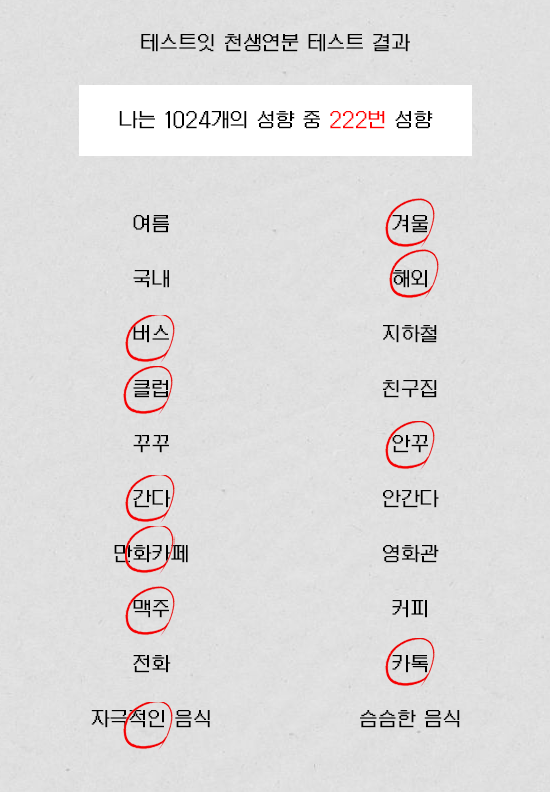 테스트잇 천생연분 테스트 결과
나는 1024개의 성향 중 222번 성향
여름 겨울
국내 해외
버스 지하철
클럽 친구집
꾸꾸 안꾸
간다 안간다
만화카페 영화관
맥주 커피
전화 카톡
자극적인 음식 슴슴한 음식